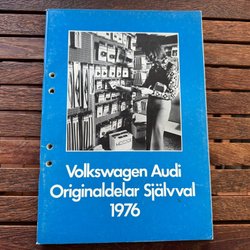 Volkswagen Audi
Originaldelar Självval
1976